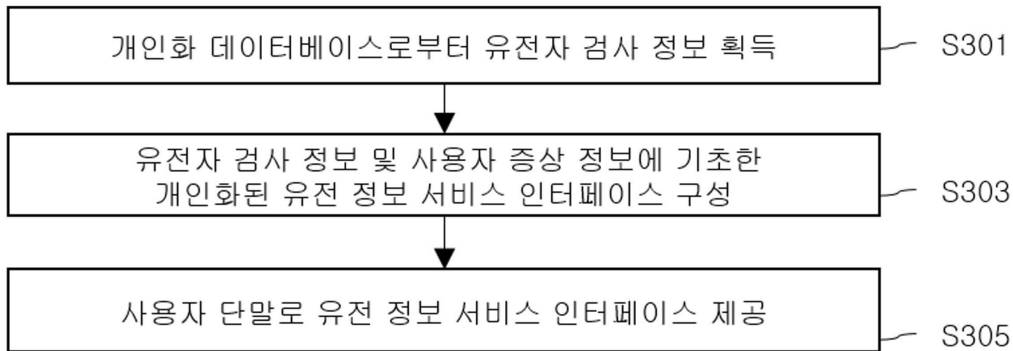 개인화 데이터베이스로부터 유전자 검사 정보 획득
S301
유전자 검사 정보 및 사용자 증상 정보에 기초한
개인화된 유전 정보 서비스 인터페이스 구성
S303
사용자 단말로 유전 정보 서비스 인터페이스 제공
S305